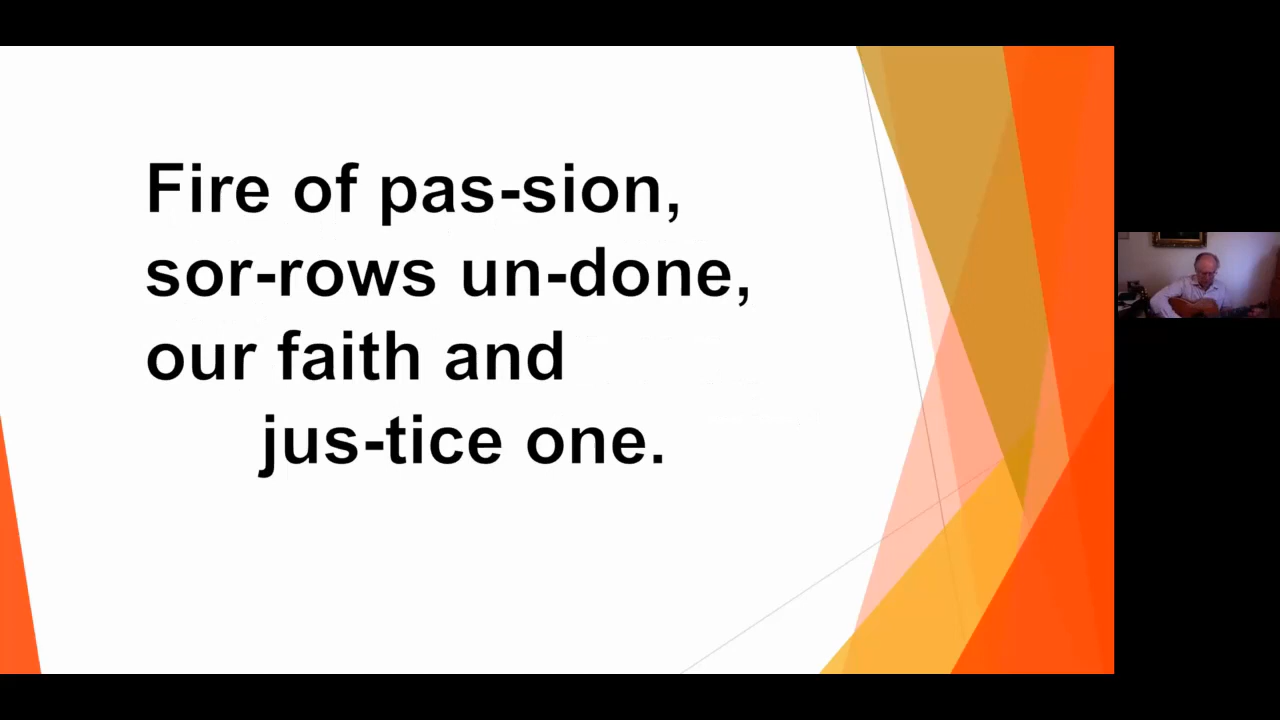 Fire of pas-sion,
sor-rows un-done,
our faith and
jus-tice one.